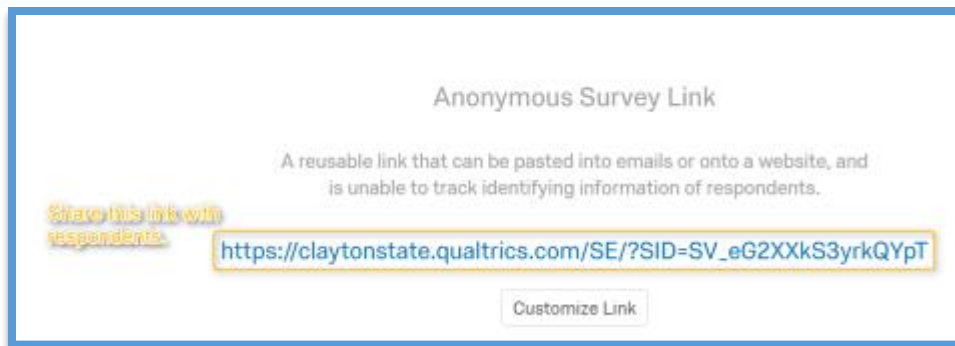 Anonymous Survey Link
A reusable link that can be pasted into emails or onto a website, and
is unable to track identifying information of respondents.
Share this link with
respondents.
https://claytonstate.qualtrics.com/SE/?SID=SV_eG2XXkS3yrkQYpT
Customize Link